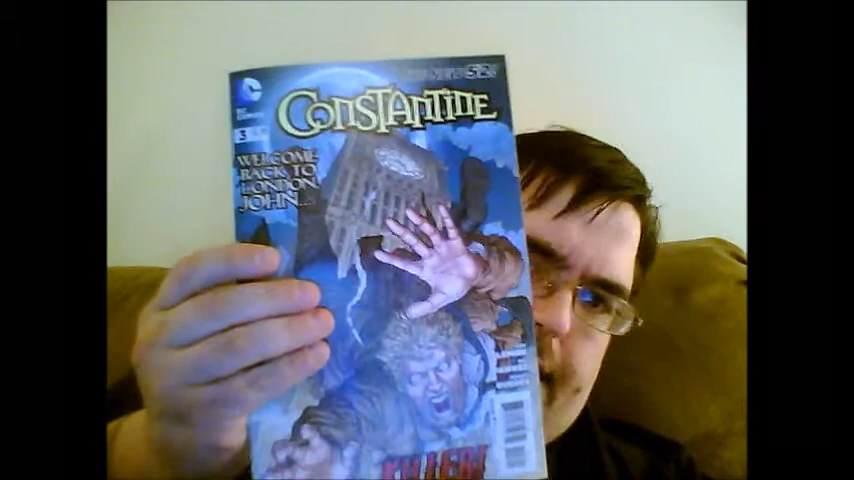 DC
COMICS
THE NEW 52!
CONSTANTINE
3
WELCOME
BACK TO
LONDON
JOHN...
KILLER!